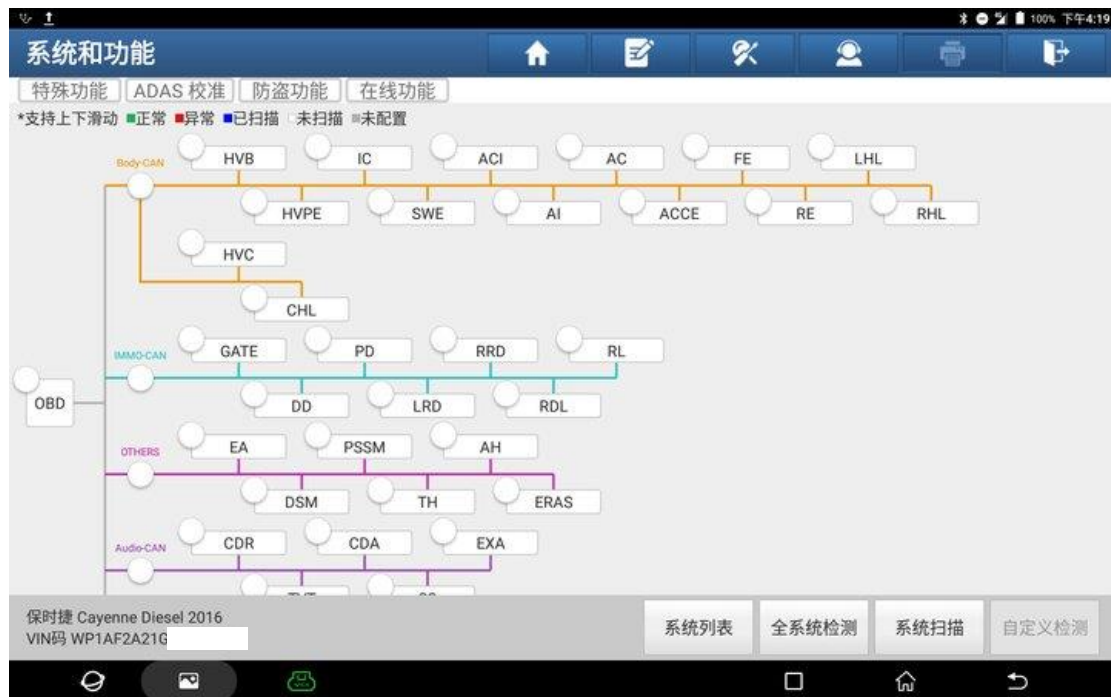 100% 下午4:19
系统和功能
特殊功能 ADAS 校准 防盗功能 在线功能
*支持上下滑动 正常 异常 已扫描 未扫描 未配置
Body-CAN HVB IC ACI AC FE LHL
HVPE SWE AI ACCE RE RHL
HVC
CHL
IMMO-CAN GATE PD RRD RL
OBD DD LRD RDL
OTHERS EA PSSM AH
DSM TH ERAS
Audio-CAN CDR CDA EXA
保时捷 Cayenne Diesel 2016
VIN码 WP1AF2A21G
系统列表 全系统检测 系统扫描 自定义检测